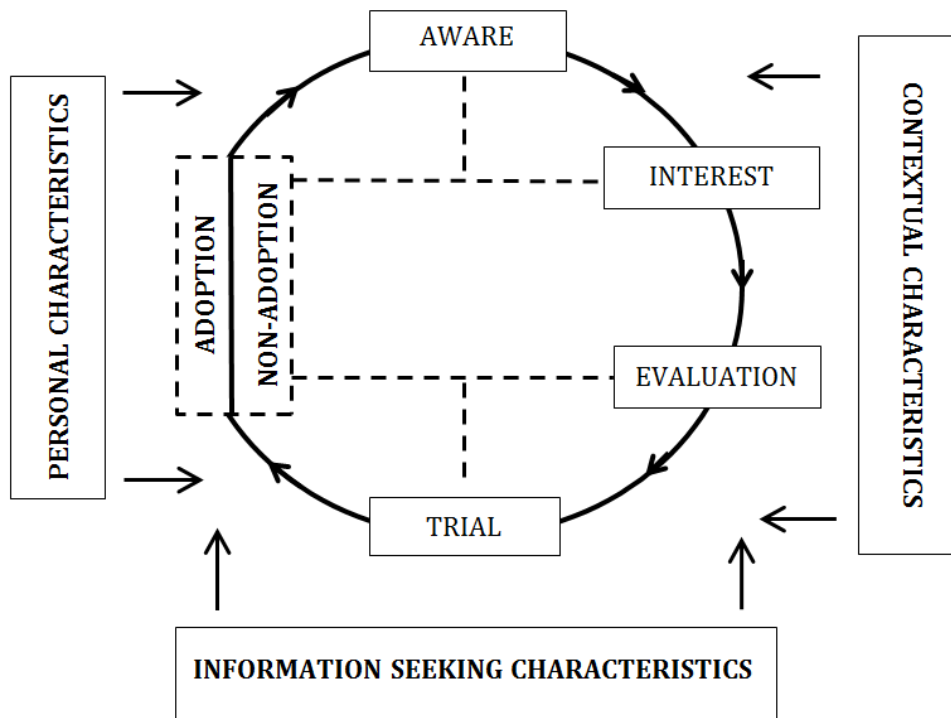 AWARE
PERSONAL CHARACTERISTICS
CONTEXTUAL CHARACTERISTICS
INTEREST
ADOPTION
NON-ADOPTION
EVALUATION
TRIAL
INFORMATION SEEKING CHARACTERISTICS